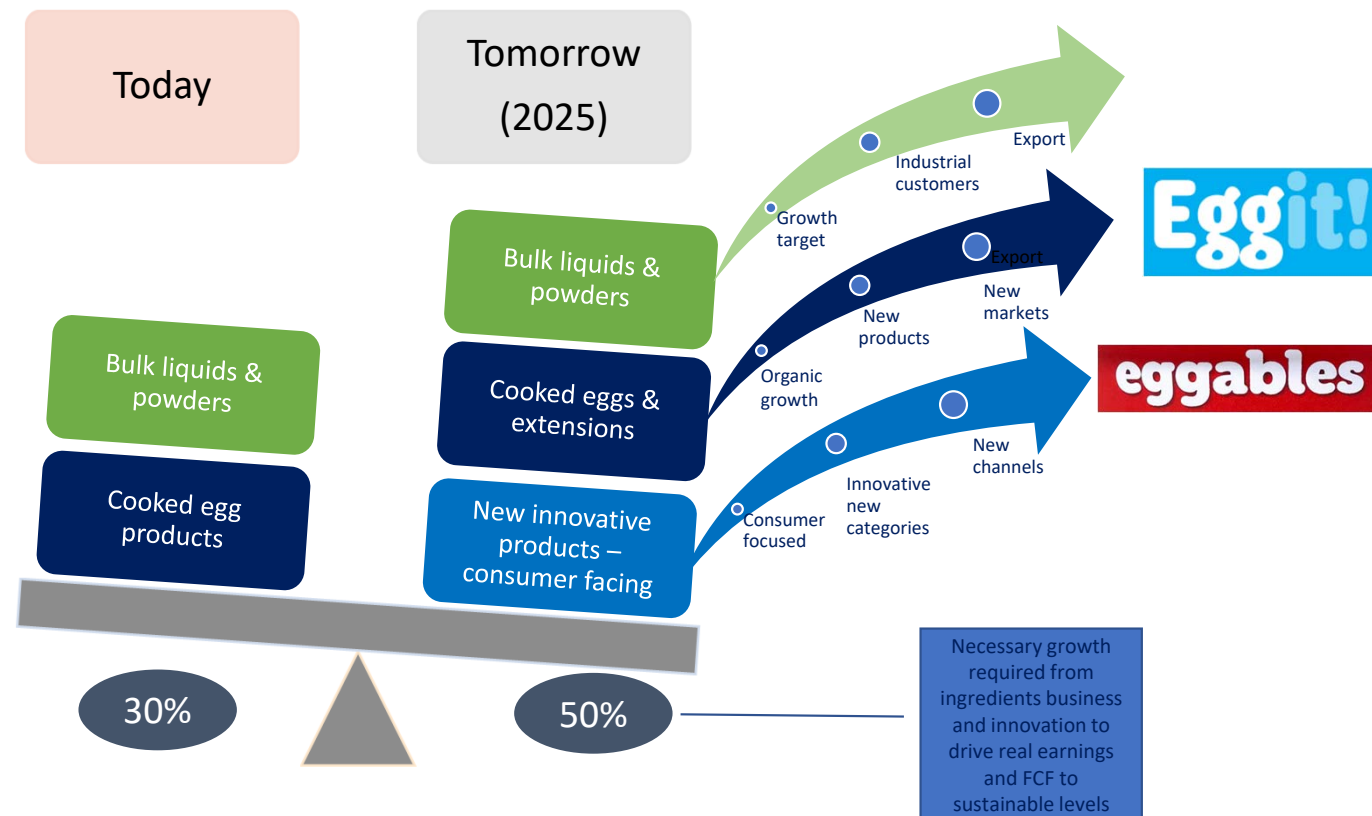 Today
Tomorrow
(2025)
Bulk liquids &
powders
Cooked egg
products
Bulk liquids &
powders
Cooked eggs &
extensions
New innovative
products –
consumer facing
Growth
target
Industrial
customers
Export
Organic
growth
New
products
Export
New
markets
Consumer
focused
Innovative
new
categories
New
channels
Eggit!
eggables
30%
50%
Necessary growth
required from
ingredients business
and innovation to
drive real earnings
and FCF to
sustainable levels